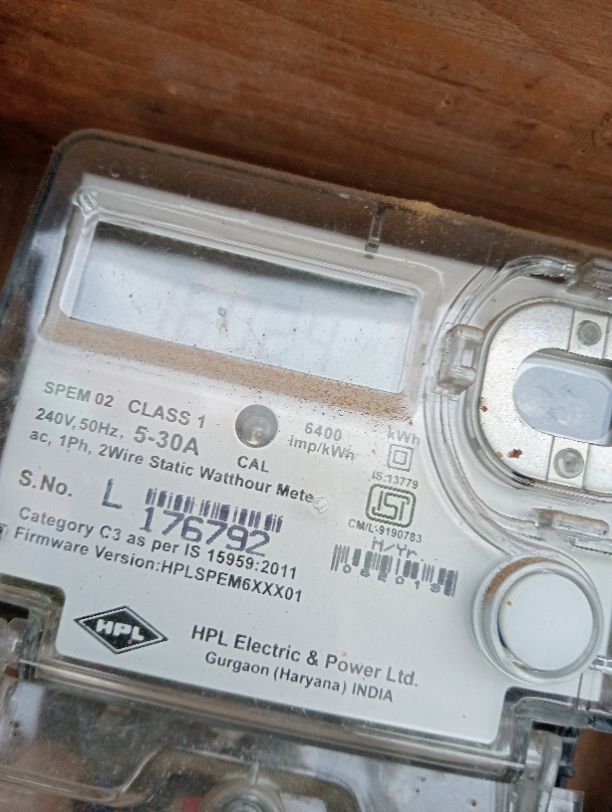 SPEM 02 CLASS 1
240V, 50Hz, 5-30A
CAL
6400
imp/kWh
kWh
ac, 1Ph, 2Wire Static Watthour Meter
IS:13779
ISI
CM/L-9190783
S.No. L 176792
M/Yr
Category C3 as per IS 15959:2011
Firmware Version:HPLSPEM6XXX01
HPL
HPL Electric & Power Ltd.
Gurgaon (Haryana) INDIA